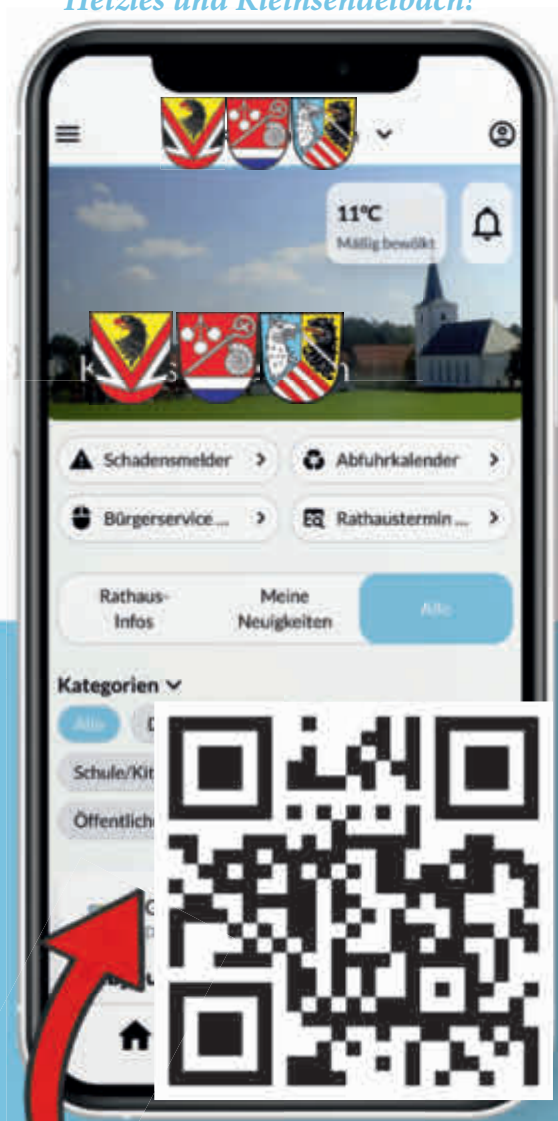 Hetzles und Kleinsendelbach!
11°C
Mäßig bewölkt
Schadensmelder
Abfuhrkalender
Bürgerservice ...
Rathaustermin ...
Rathaus-
Infos
Meine
Neuigkeiten
Alle
Kategorien
Alle
Schule/Kit
Öffentlich